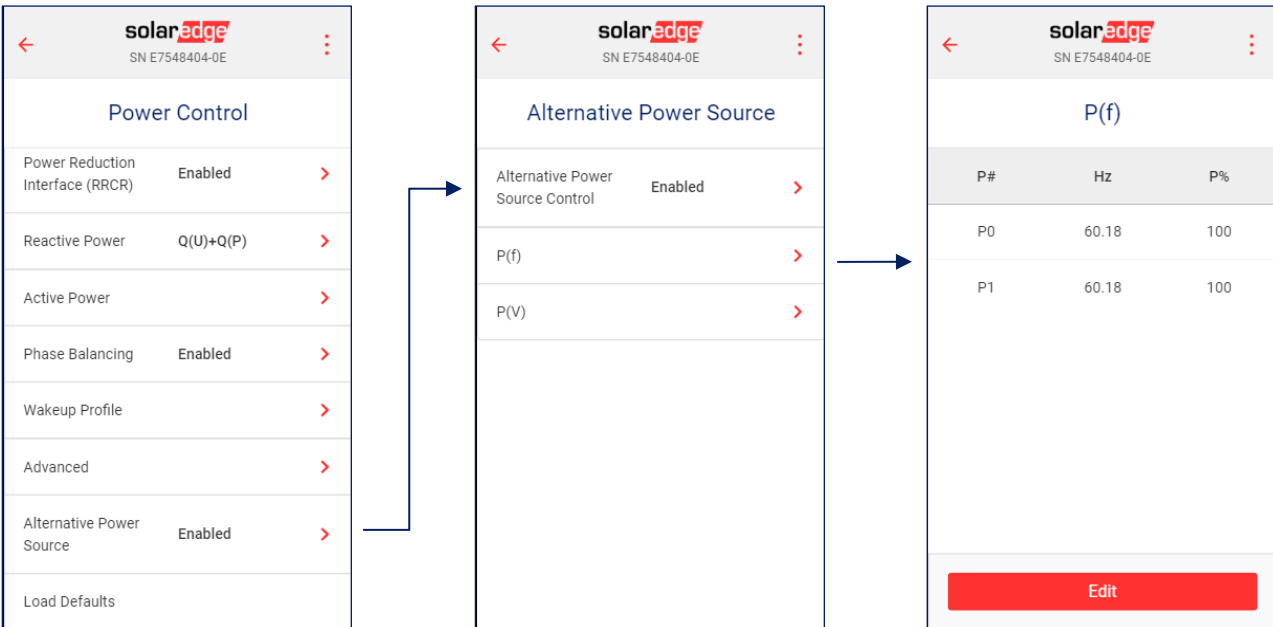 solaredge
SN E7548404-0E
Power Control
Power Reduction
Interface (RRCR) Enabled
Reactive Power Q(U)+Q(P)
Active Power
Phase Balancing Enabled
Wakeup Profile
Advanced
Alternative Power
Source Enabled
Load Defaults
solaredge
SN E7548404-0E
Alternative Power Source
Alternative Power
Source Control Enabled
P(f)
P(V)
solaredge
SN E7548404-0E
P(f)
P# Hz P%
P0 60.18 100
P1 60.18 100
Edit